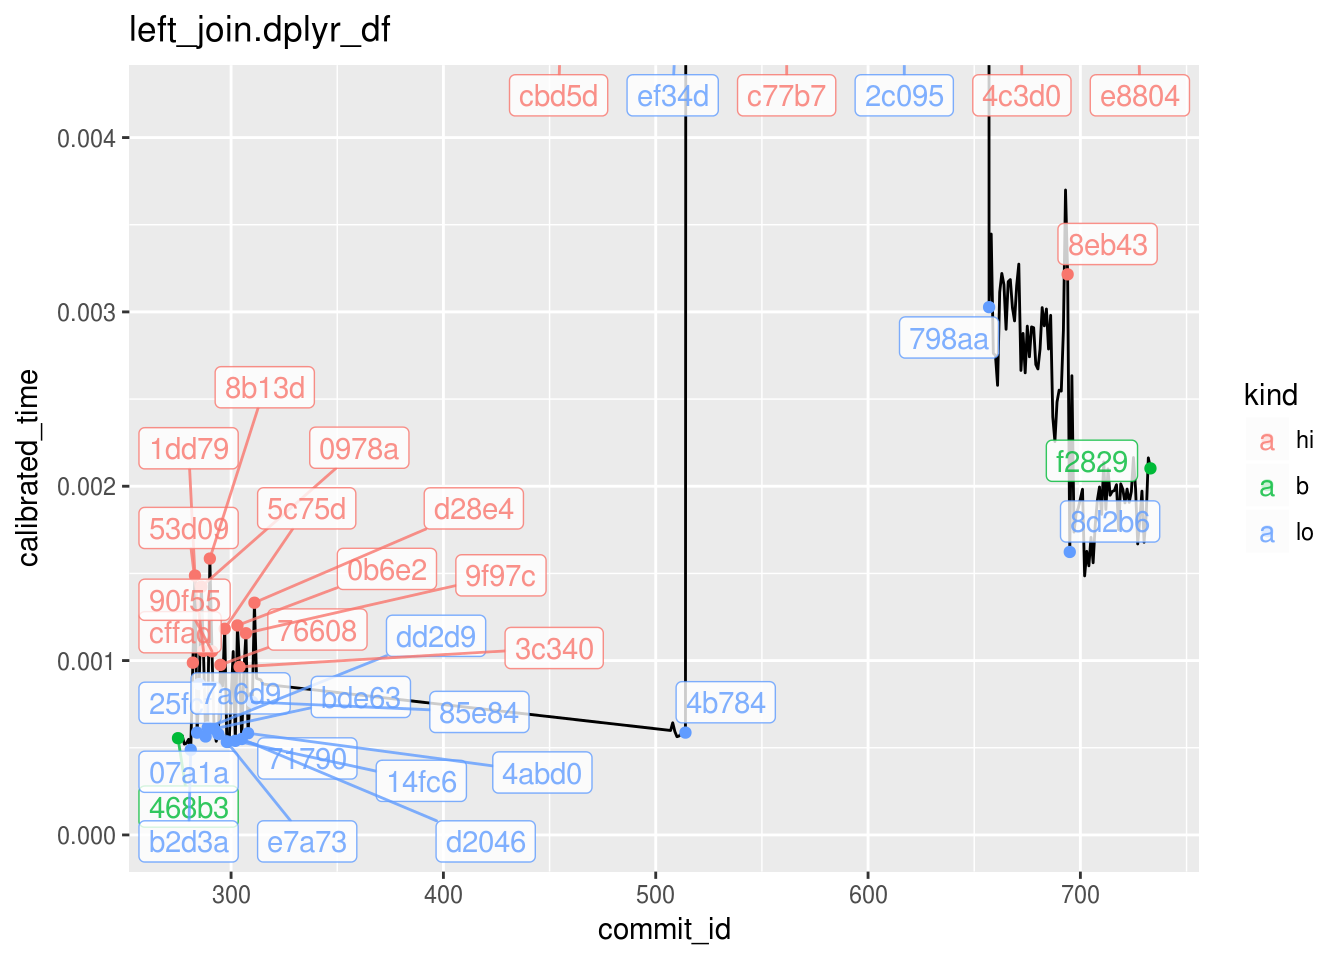 left_join.dplyr_df
cbd5d
ef34d
c77b7
2c095
4c3d0
e8804
0.004
8eb43
0.003
798aa
8b13d
1dd79
0978a
f2829
0.002
5c75d
d28e4
53d09
8d2b6
0b6e2
9f97c
90f55
cffad
76608
dd2d9
3c340
0.001
7a6d9
bde63
85e84
4b784
71790
07a1a
14fc6
4abd0
468b3
0.000
b2d3a
e7a73
d2046
300
400
500
600
700
commit_id
calibrated_time
kind
a hi
a b
a lo